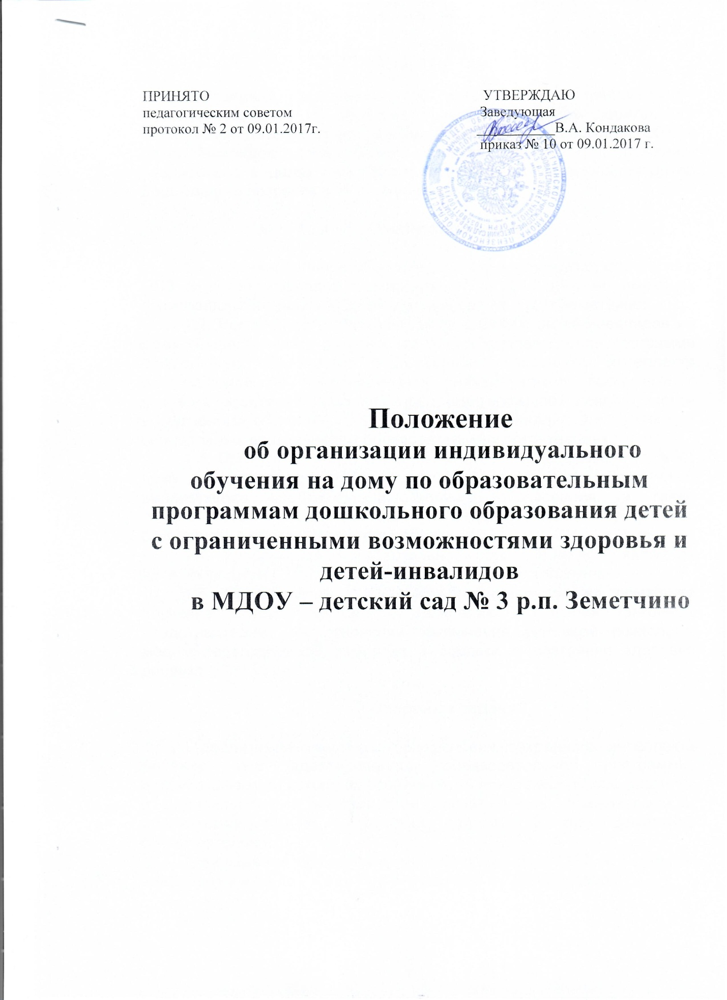 ПРИНЯТО
педагогическим советом
протокол № 2 от 09.01.2017г.
УТВЕРЖДАЮ
Заведующая
В.А. Кондакова
приказ № 10 от 09.01.2017 г.
Положение
об организации индивидуального
обучения на дому по образовательным
программам дошкольного образования детей
с ограниченными возможностями здоровья и
детей-инвалидов
в МДОУ – детский сад № 3 р.п. Земетчино